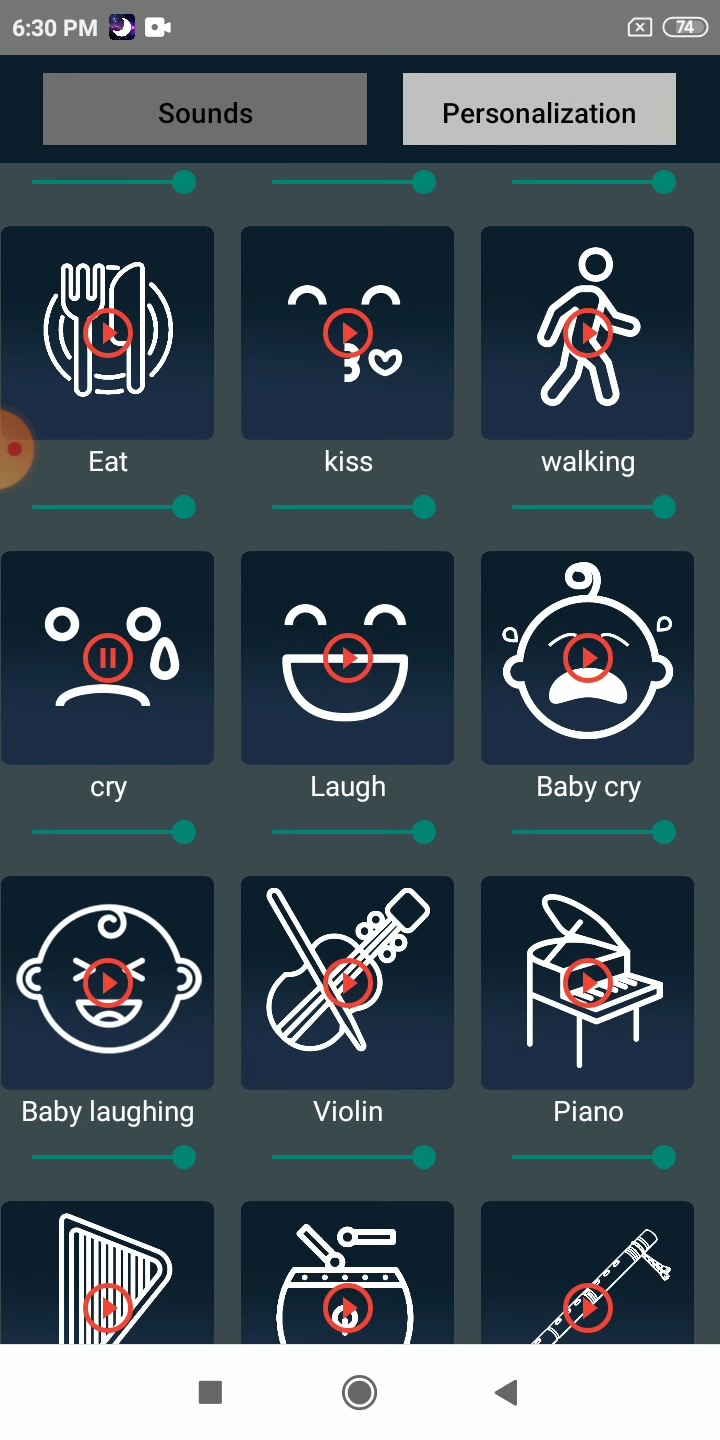 6:30 PM 74
Sounds Personalization
Eat kiss walking
cry Laugh Baby cry
Baby laughing Violin Piano